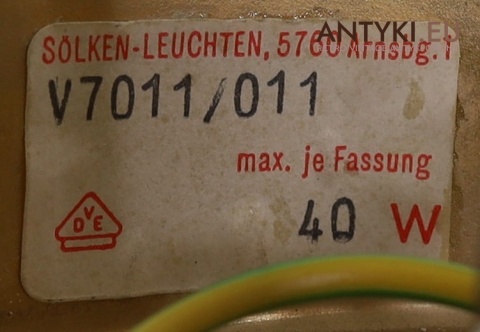 ANTYKI
SÖLKEN-LEUCHTEN, 5760 Arnsbg. 1
V7011/011
max. je Fassung
DVE
40 W